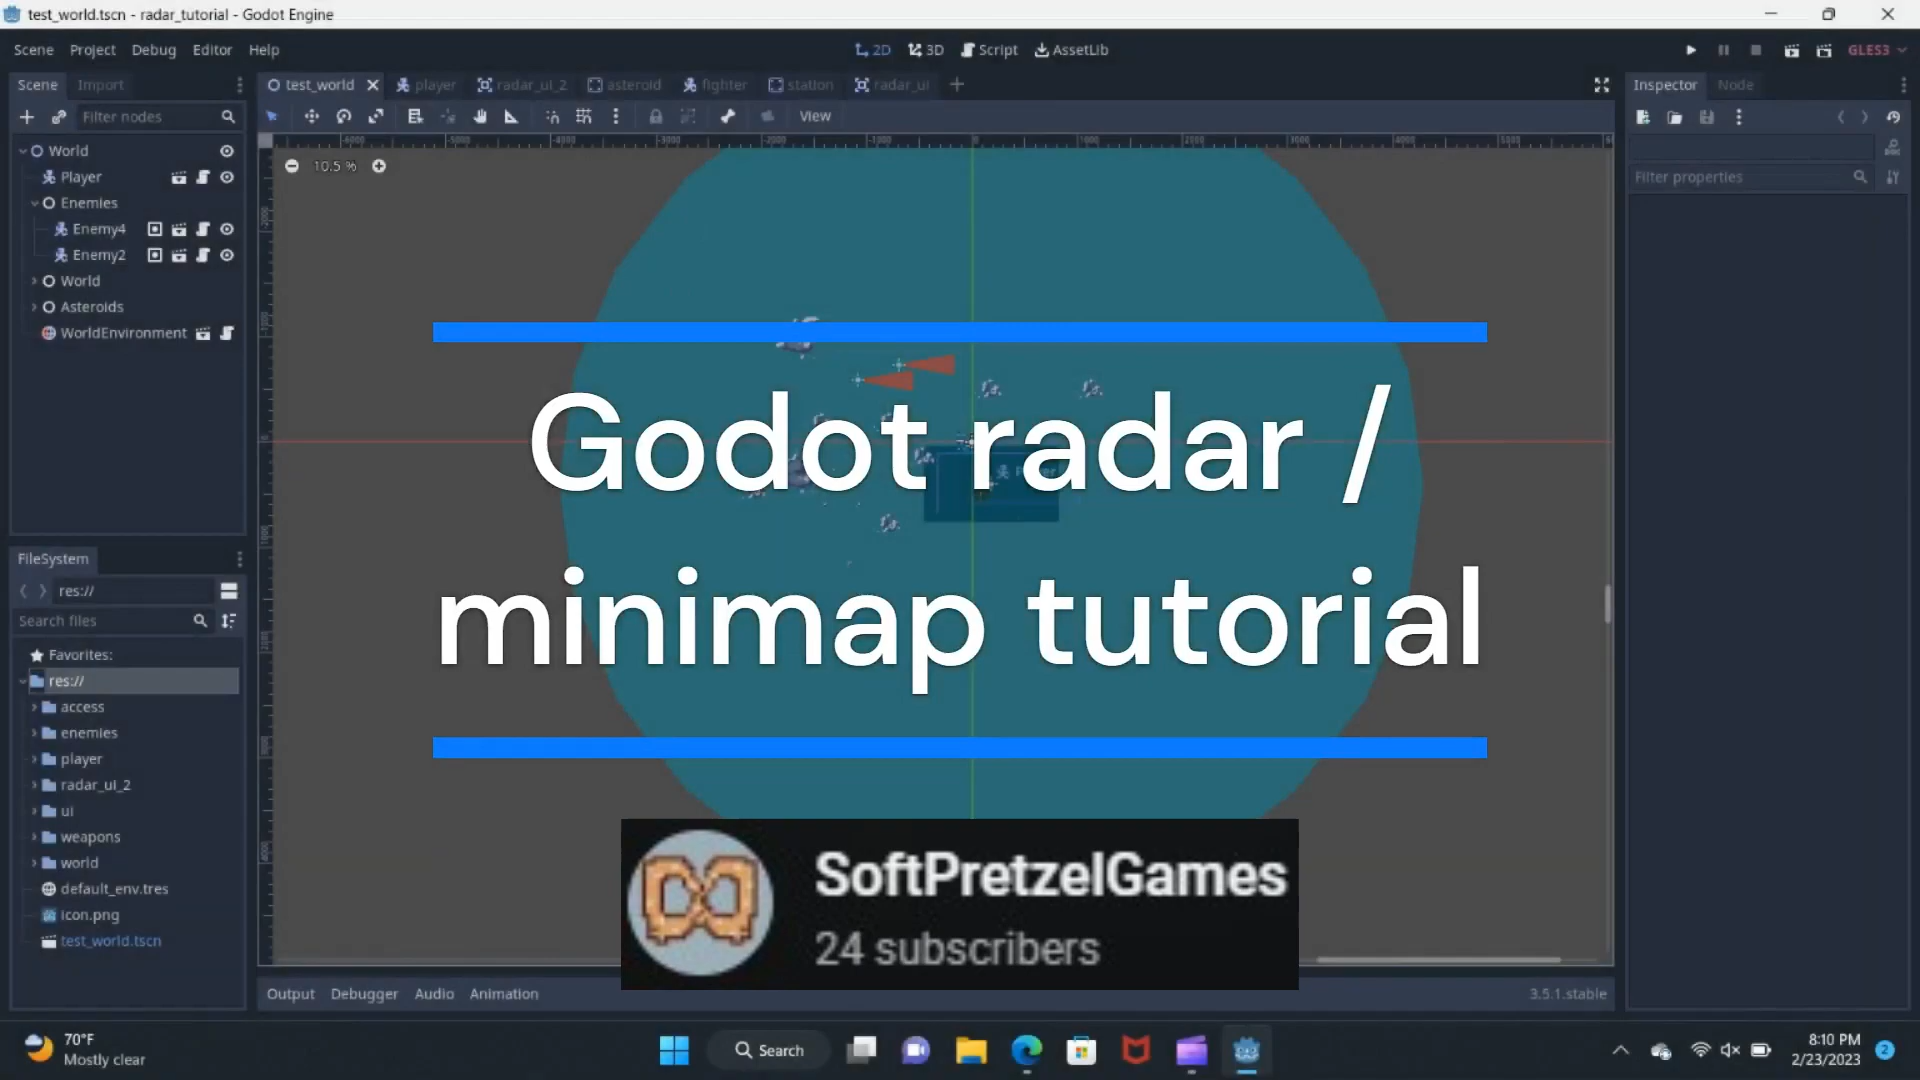 test_world.tscn - radar_tutorial - Godot Engine
Scene Project Debug Editor Help
2D 3D Script AssetLib
GLES3
Scene Import
test_world player radar_ui_2 asteroid fighter station radar_ui
Inspector Node
Filter nodes
View
Filter properties
10.5 %
World
Player
Enemies
Enemy4
Enemy2
World
Asteroids
WorldEnvironment
Godot radar /
minimap tutorial
FileSystem
res://
Search files
Favorites:
res://
access
enemies
player
radar_ui_2
ui
weapons
world
default_env.tres
icon.png
test_world.tscn
SoftPretzelGames
24 subscribers
Output Debugger Audio Animation
3.5.1.stable
70°F
Mostly clear
Search
8:10 PM
2/23/2023
2